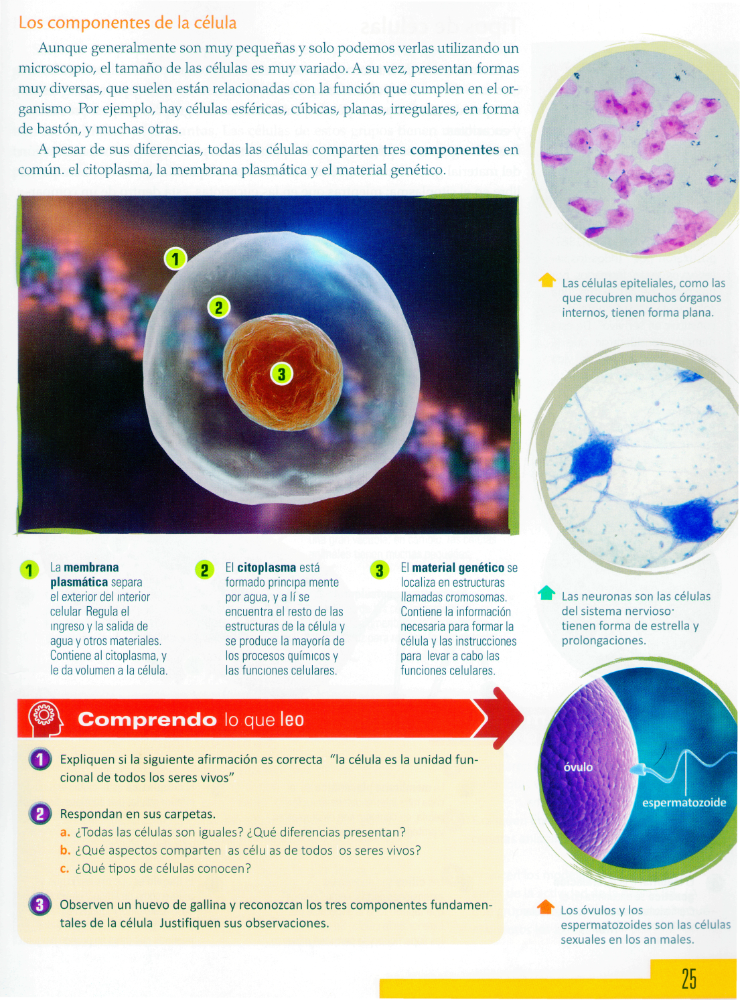 Los componentes de la célula
Aunque generalmente son muy pequeñas y solo podemos verlas utilizando un
microscopio, el tamaño de las células es muy variado. A su vez, presentan formas
muy diversas, que suelen están relacionadas con la función que cumplen en el or-
ganismo Por ejemplo, hay células esféricas, cúbicas, planas, irregulares, en forma
de bastón, y muchas otras.
A pesar de sus diferencias, todas las células comparten tres componentes en
común. el citoplasma, la membrana plasmática y el material genético.
1
2
3
1 La membrana
plasmática separa
el exterior del interior
celular Regula el
ingreso y la salida de
agua y otros materiales.
Contiene al citoplasma, y
le da volumen a la célula.
2 El citoplasma está
formado principa mente
por agua, y a lí se
encuentra el resto de las
estructuras de la célula y
se produce la mayoría de
los procesos químicos y
las funciones celulares.
3 El material genético se
localiza en estructuras
llamadas cromosomas.
Contiene la información
necesaria para formar la
célula y las instrucciones
para levar a cabo las
funciones celulares.
Las células epiteliales, como las
que recubren muchos órganos
internos, tienen forma plana.
Las neuronas son las células
del sistema nervioso·
tienen forma de estrella y
prolongaciones.
óvulo
espermatozoide
Los óvulos y los
espermatozoides son las células
sexuales en los an males.
Comprendo lo que leo
1 Expliquen si la siguiente afirmación es correcta "la célula es la unidad fun-
cional de todos los seres vivos"
2 Respondan en sus carpetas.
a. ¿Todas las células son iguales? ¿Qué diferencias presentan?
b. ¿Qué aspectos comparten as célu as de todos os seres vivos?
c. ¿Qué tipos de células conocen?
3 Observen un huevo de gallina y reconozcan los tres componentes fundamen-
tales de la célula Justifiquen sus observaciones.
25